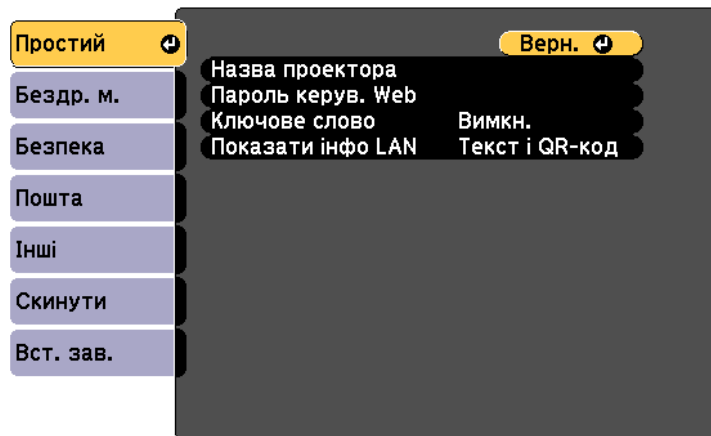 Простий
Бездр. м.
Безпека
Пошта
Інші
Скинути
Вст. зав.
Верн.
Назва проектора
Пароль керув. Web
Ключове слово Вимкн.
Показати інфо LAN Текст і QR-код